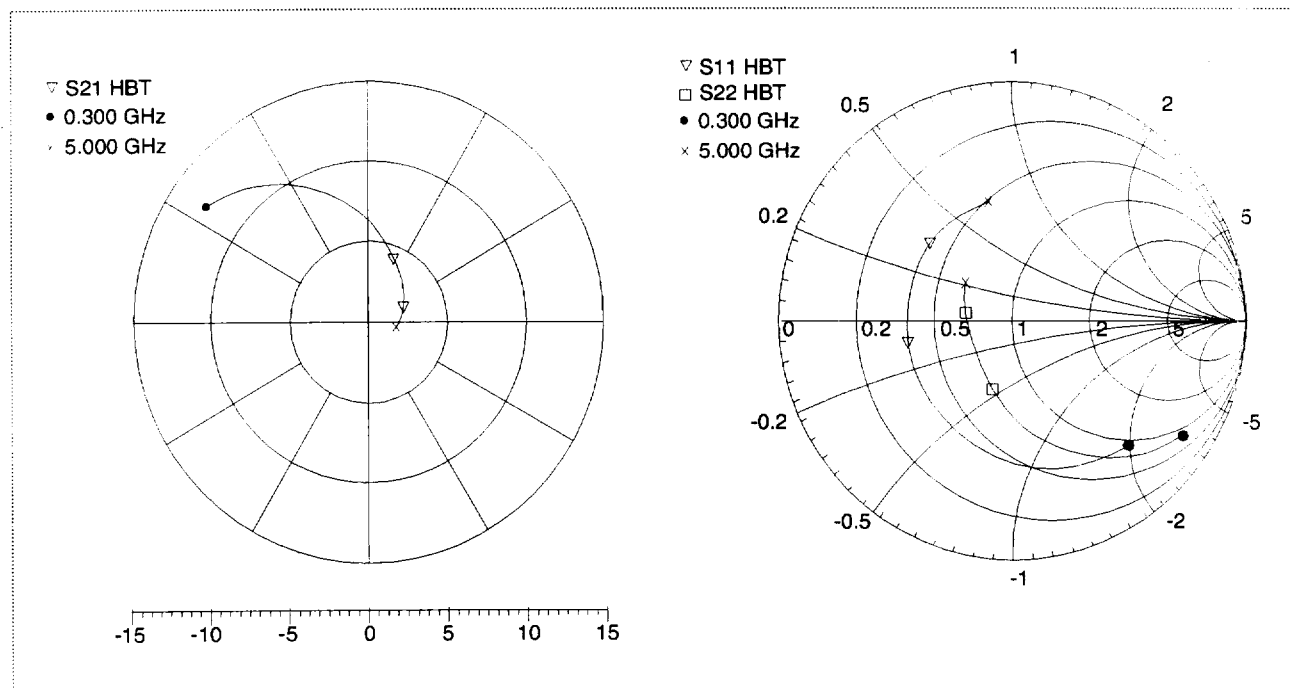 ▽ S21 HBT
● 0.300 GHz
× 5.000 GHz
-15 -10 -5 0 5 10 15
▽ S11 HBT
□ S22 HBT
● 0.300 GHz
× 5.000 GHz
1
0.5 2
0.2 5
0 0.2 0.5 1 2 5
-0.2 -5
-0.5 -2
-1